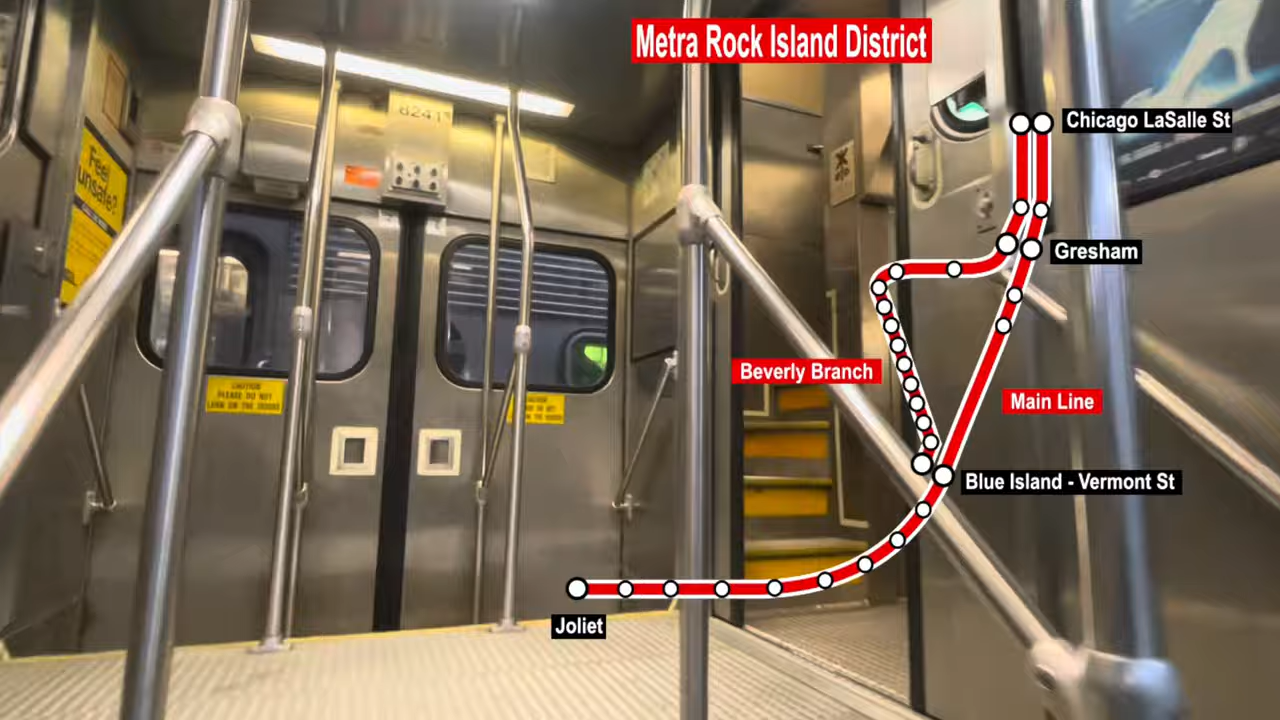 Metra Rock Island District
8241
Chicago LaSalle St
Feel
unsafe?
Gresham
Beverly Branch
CAUTION
PLEASE DO NOT
LEAN ON THE DOORS
Main Line
Blue Island - Vermont St
Joliet